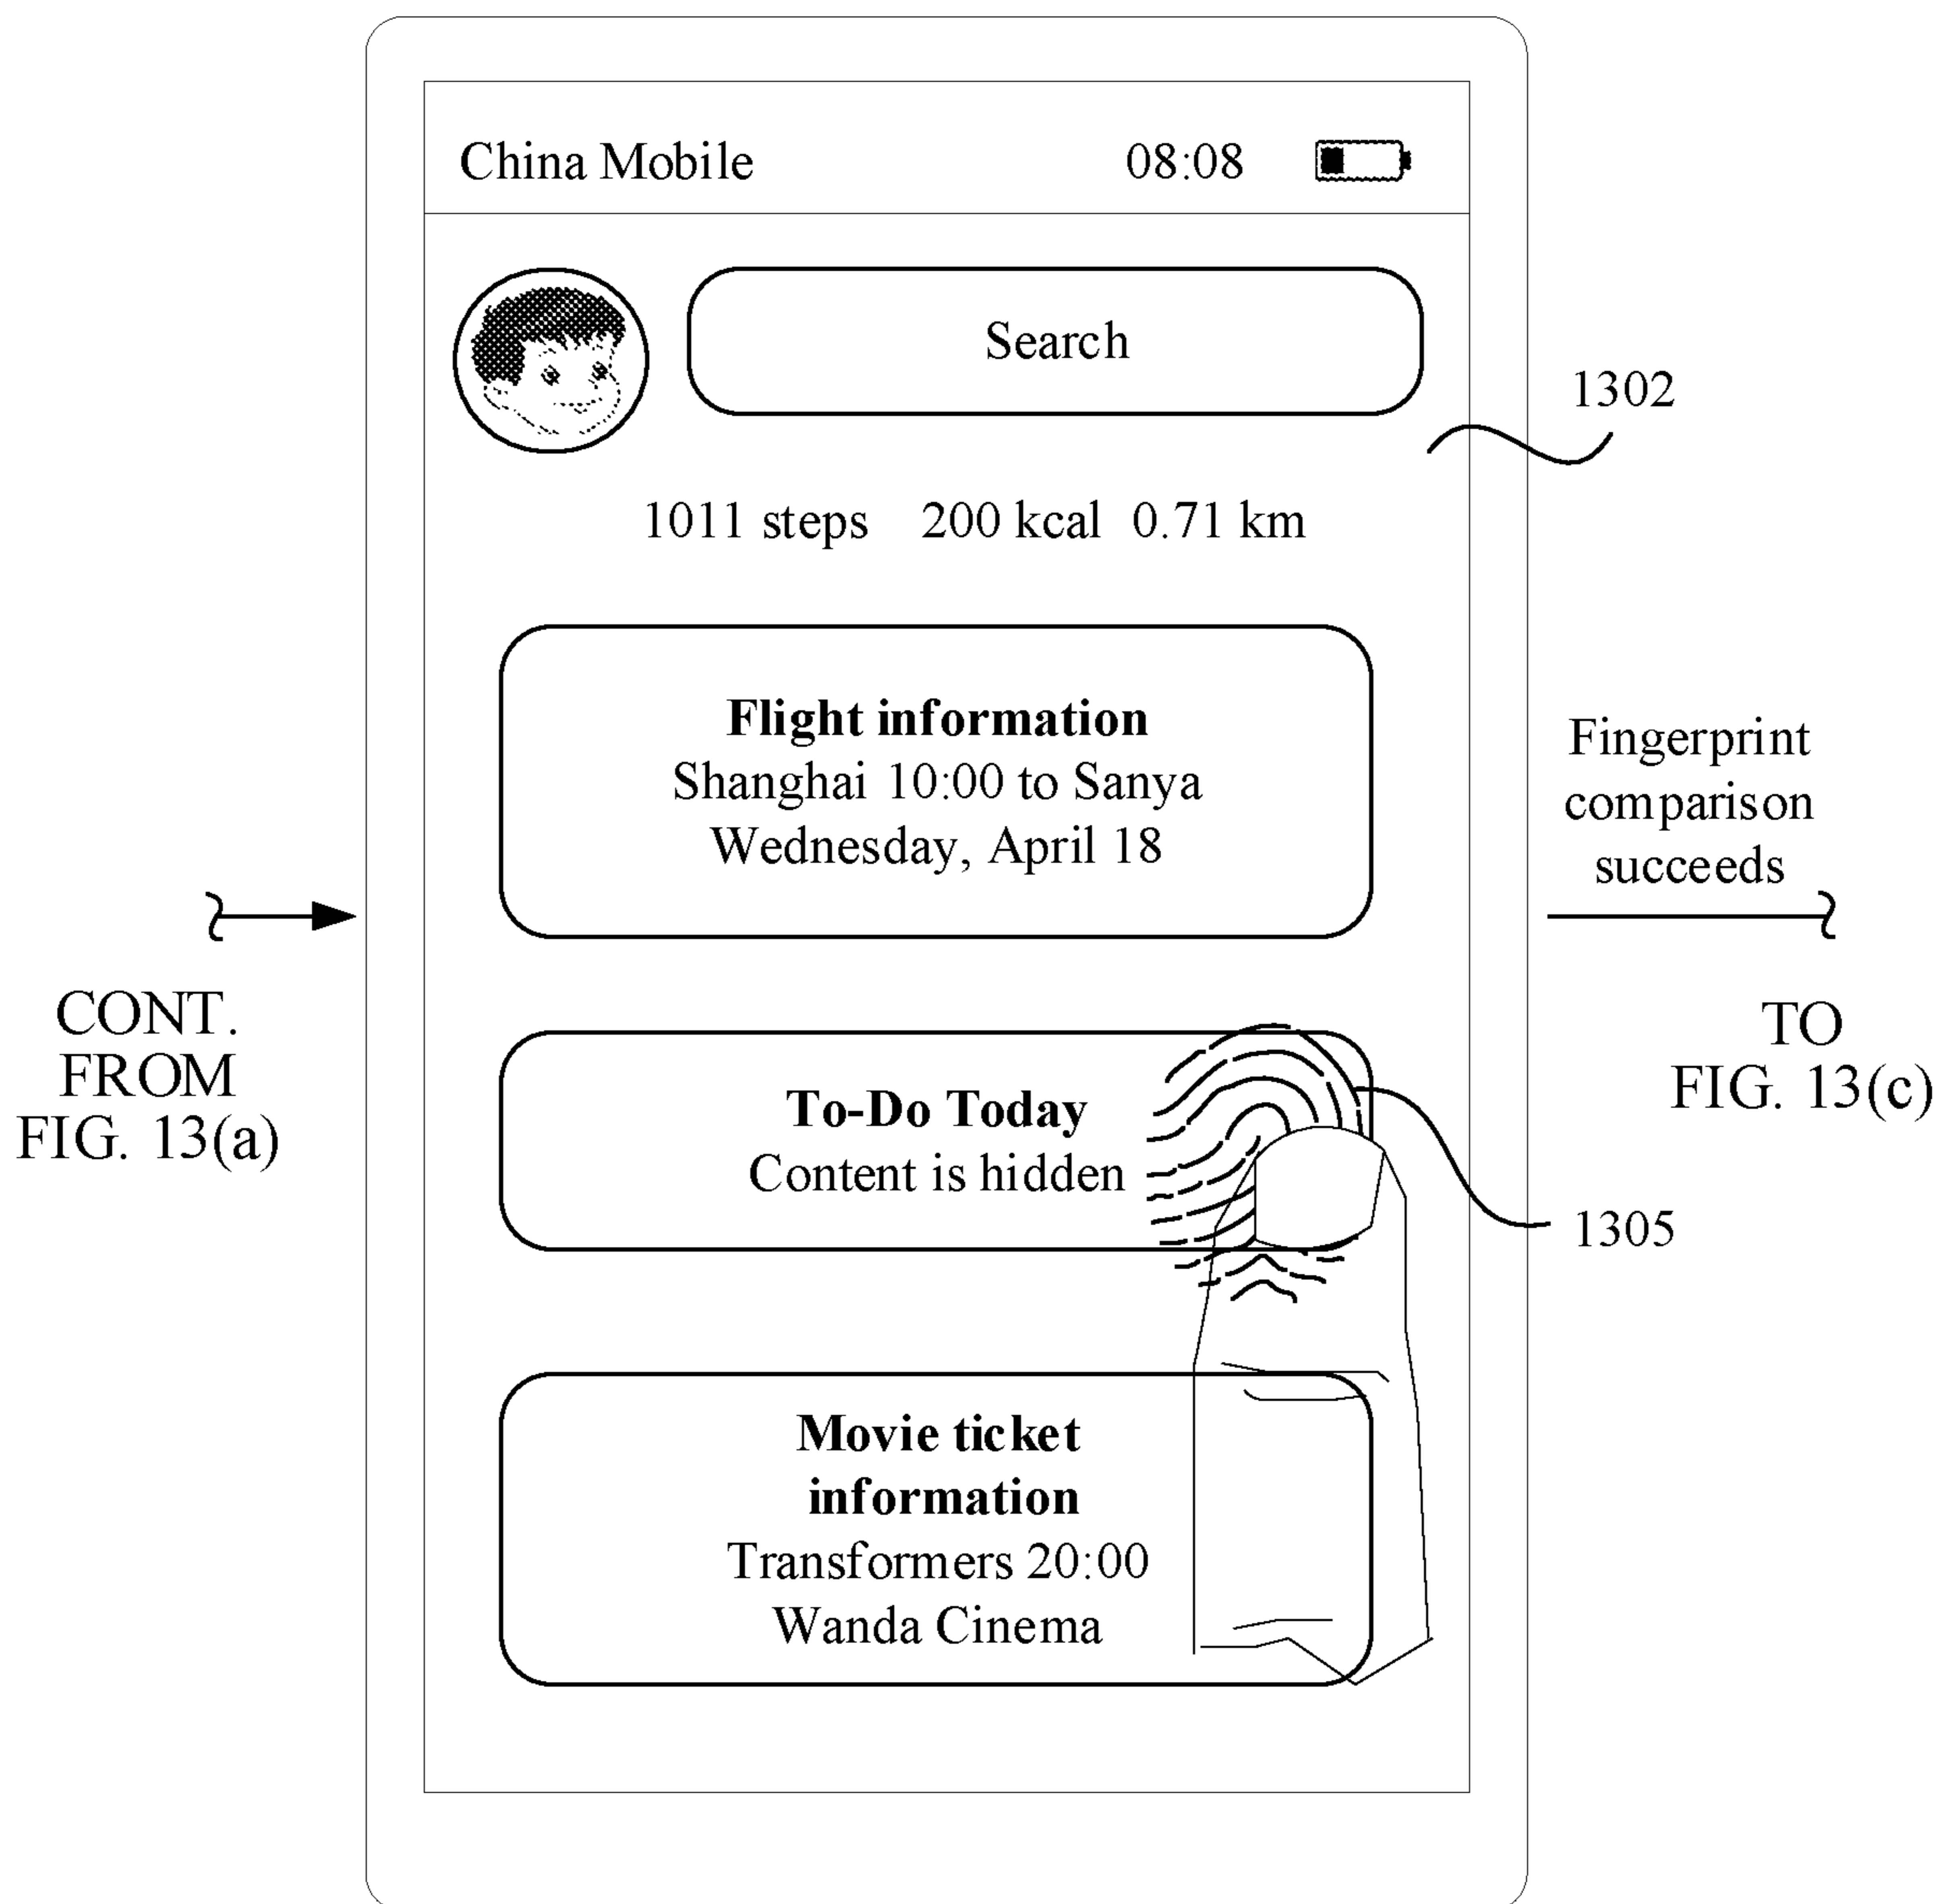 China Mobile 08:08
Search
1302
1011 steps 200 kcal 0.71 km
Flight information
Shanghai 10:00 to Sanya
Wednesday, April 18
Fingerprint
comparison
succeeds
CONT.
FROM
FIG. 13(a)
TO
FIG. 13(c)
To-Do Today
Content is hidden
1305
Movie ticket
information
Transformers 20:00
Wanda Cinema